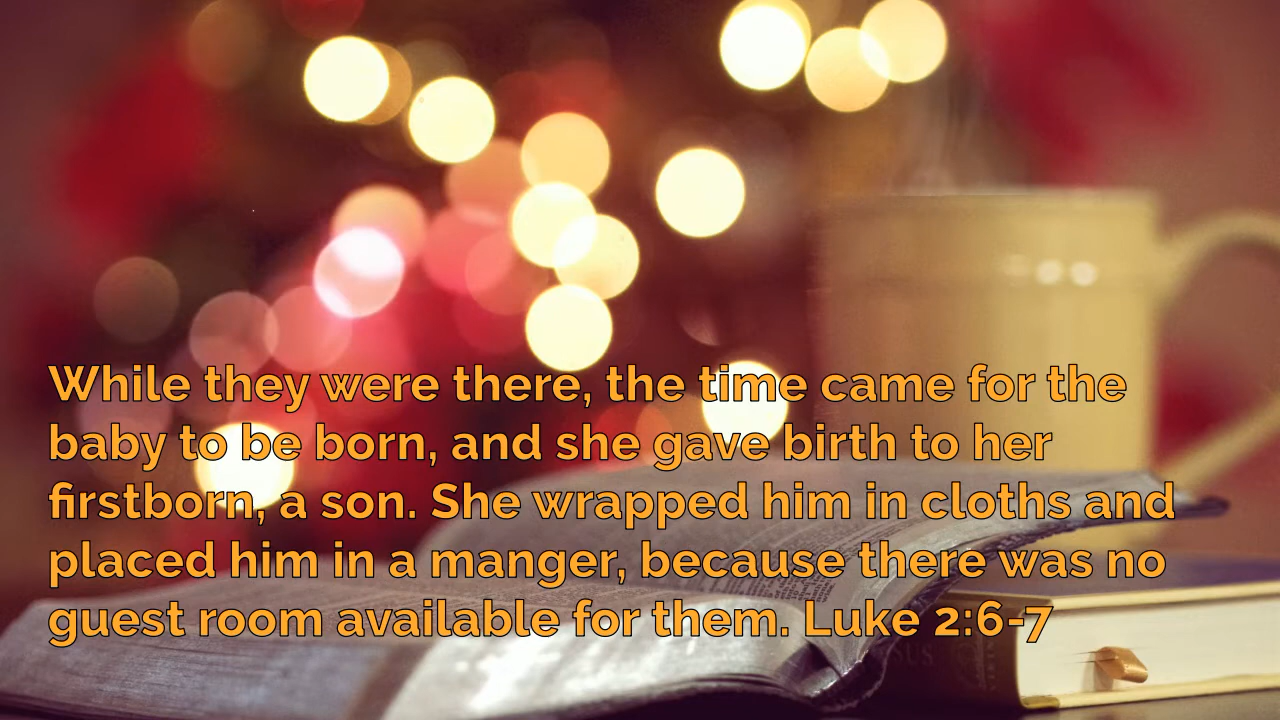 While they were there, the time came for the
baby to be born, and she gave birth to her
firstborn, a son. She wrapped him in cloths and
placed him in a manger, because there was no
guest room available for them. Luke 2:6-7